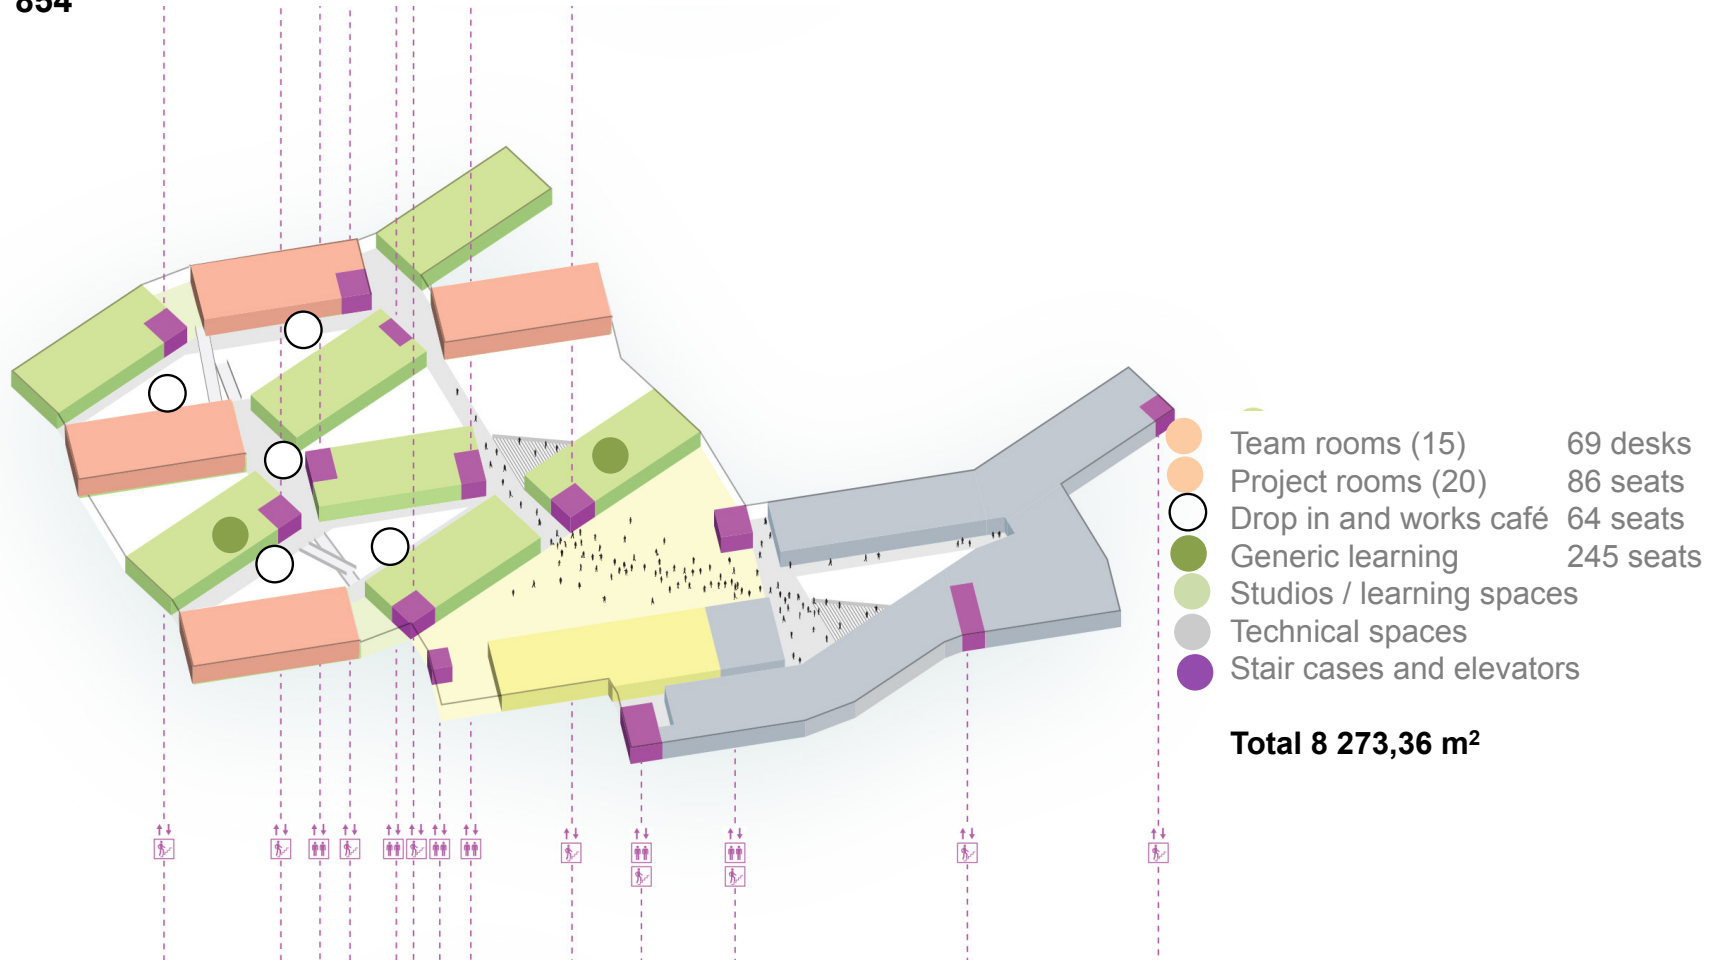 854
Team rooms (15) 69 desks
Project rooms (20) 86 seats
Drop in and works café 64 seats
Generic learning 245 seats
Studios / learning spaces
Technical spaces
Stair cases and elevators
Total 8 273,36 m²